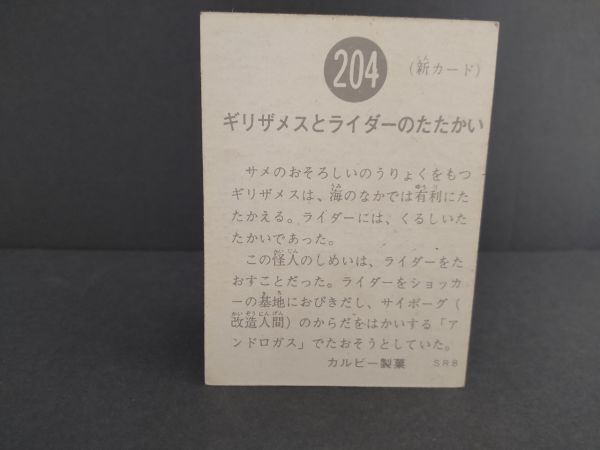 204
（新カード）
ギリザメスとライダーのたたかい
サメのおそろしいのうりょくをもつ
ギリザメスは、海のなかでは有利にた
たかえる。ライダーには、くるしいた
たかいであった。
この怪人のしめいは、ライダーをた
おすことだった。ライダーをショッカ
ーの基地におびきだし、サイボーグ（
改造人間）のからだをはかいする「ア
ンドロガス」でたおそうとしていた。
カルビー製菓 SR8